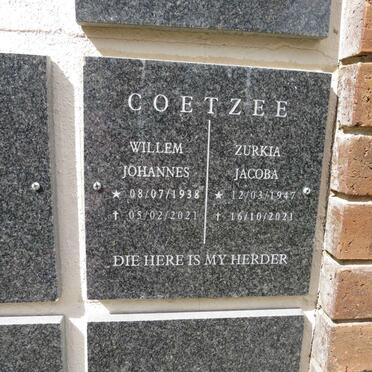 COETZEE
WILLEM
JOHANNES
★ 08/07/1938
✝ 05/02/2021
ZURKIA
JACOBA
★ 12/03/1947
✝ 16/10/2021
DIE HERE IS MY HERDER